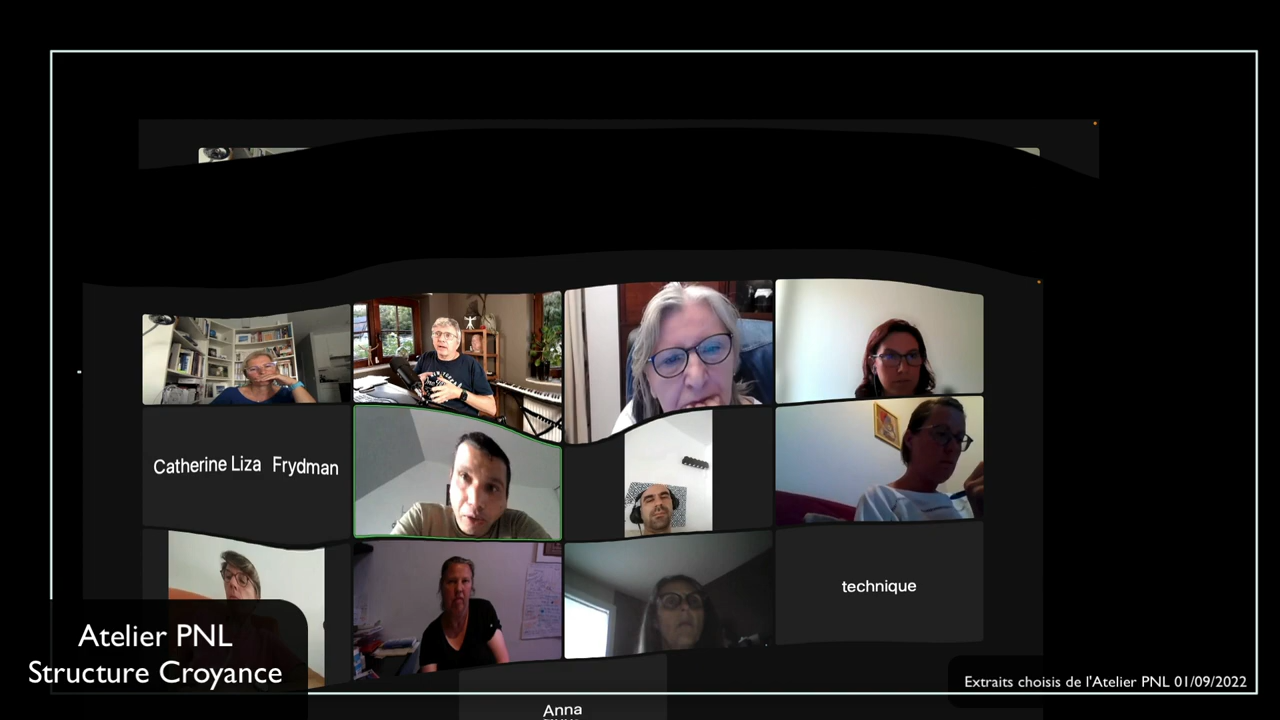 Catherine Liza Frydman
technique
Atelier PNL
Structure Croyance
Extraits choisis de l'Atelier PNL 01/09/2022
Anna